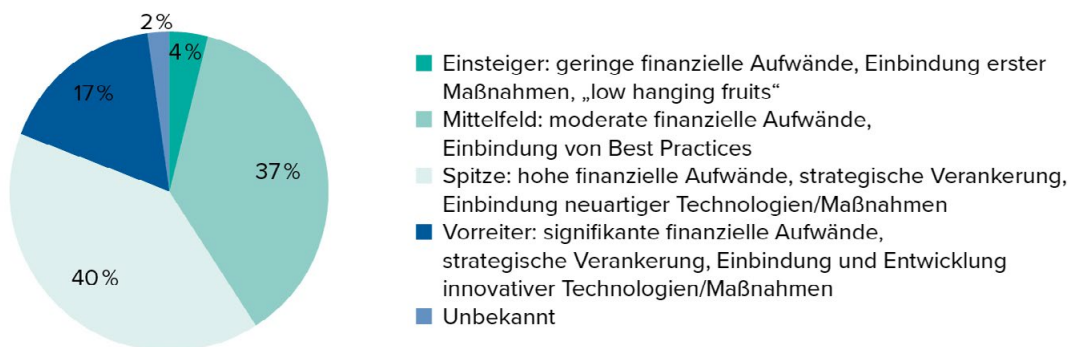 2 %
4 %
17 %
37 %
40 %
Einsteiger: geringe finanzielle Aufwände, Einbindung erster
Maßnahmen, „low hanging fruits“
Mittelfeld: moderate finanzielle Aufwände,
Einbindung von Best Practices
Spitze: hohe finanzielle Aufwände, strategische Verankerung,
Einbindung neuartiger Technologien/Maßnahmen
Vorreiter: signifikante finanzielle Aufwände,
strategische Verankerung, Einbindung und Entwicklung
innovativer Technologien/Maßnahmen
Unbekannt